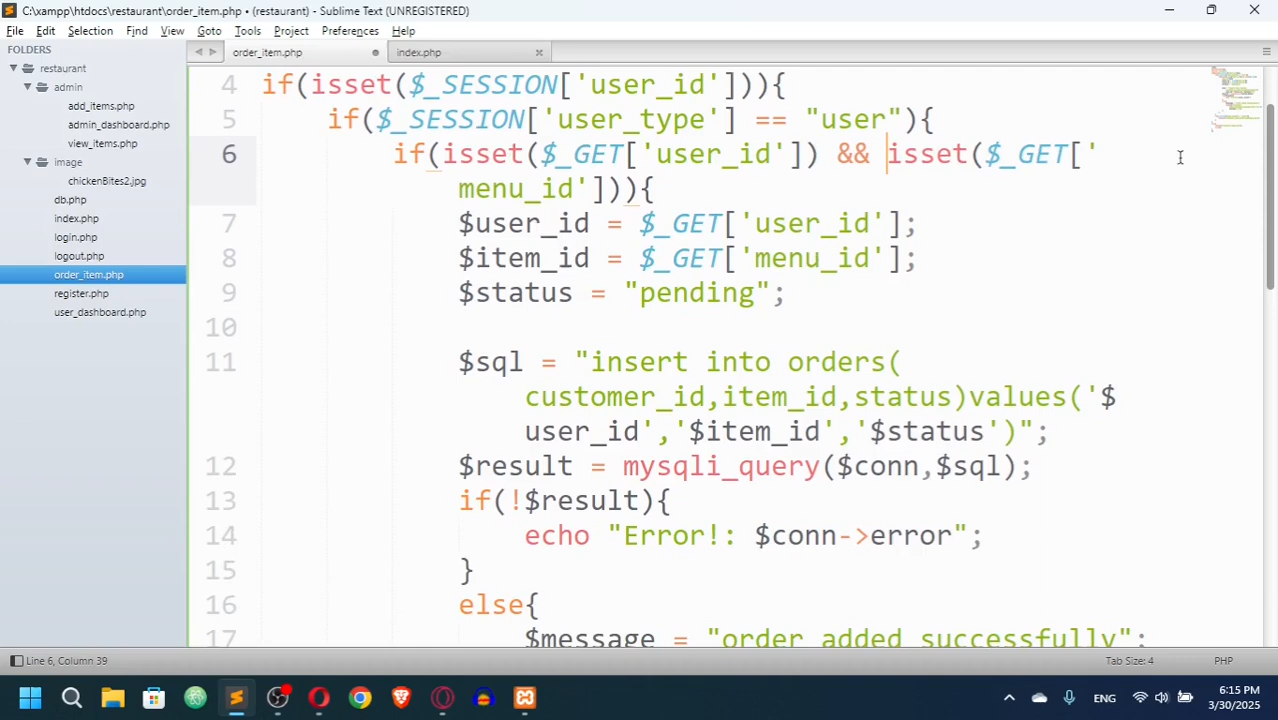 C:\xampp\htdocs\restaurant\order_item.php • (restaurant) - Sublime Text (UNREGISTERED)
File Edit Selection Find View Goto Tools Project Preferences Help
FOLDERS
restaurant
admin
add_items.php
admin_dashboard.php
view_items.php
image
chickenBites2.jpg
db.php
index.php
login.php
logout.php
order_item.php
register.php
user_dashboard.php
order_item.php index.php
4 if(isset($_SESSION['user_id'])){
5 if($_SESSION['user_type'] == "user"){
6 if(isset($_GET['user_id']) && isset($_GET['
menu_id'])){
7 $user_id = $_GET['user_id'];
8 $item_id = $_GET['menu_id'];
9 $status = "pending";
10
11 $sql = "insert into orders(
customer_id,item_id,status)values('$
user_id','$item_id','$status')";
12 $result = mysqli_query($conn,$sql);
13 if(!$result){
14 echo "Error!: $conn->error";
15 }
16 else{
17 $message = "order added successfully";
Line 6, Column 39 Tab Size: 4 PHP
ENG 6:15 PM
3/30/2025